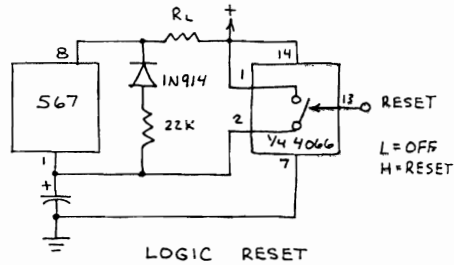 RL
+
8
14
1
1N914
567
13
RESET
22K
2
1/4 4066
L=OFF
H=RESET
1
7
+
LOGIC RESET